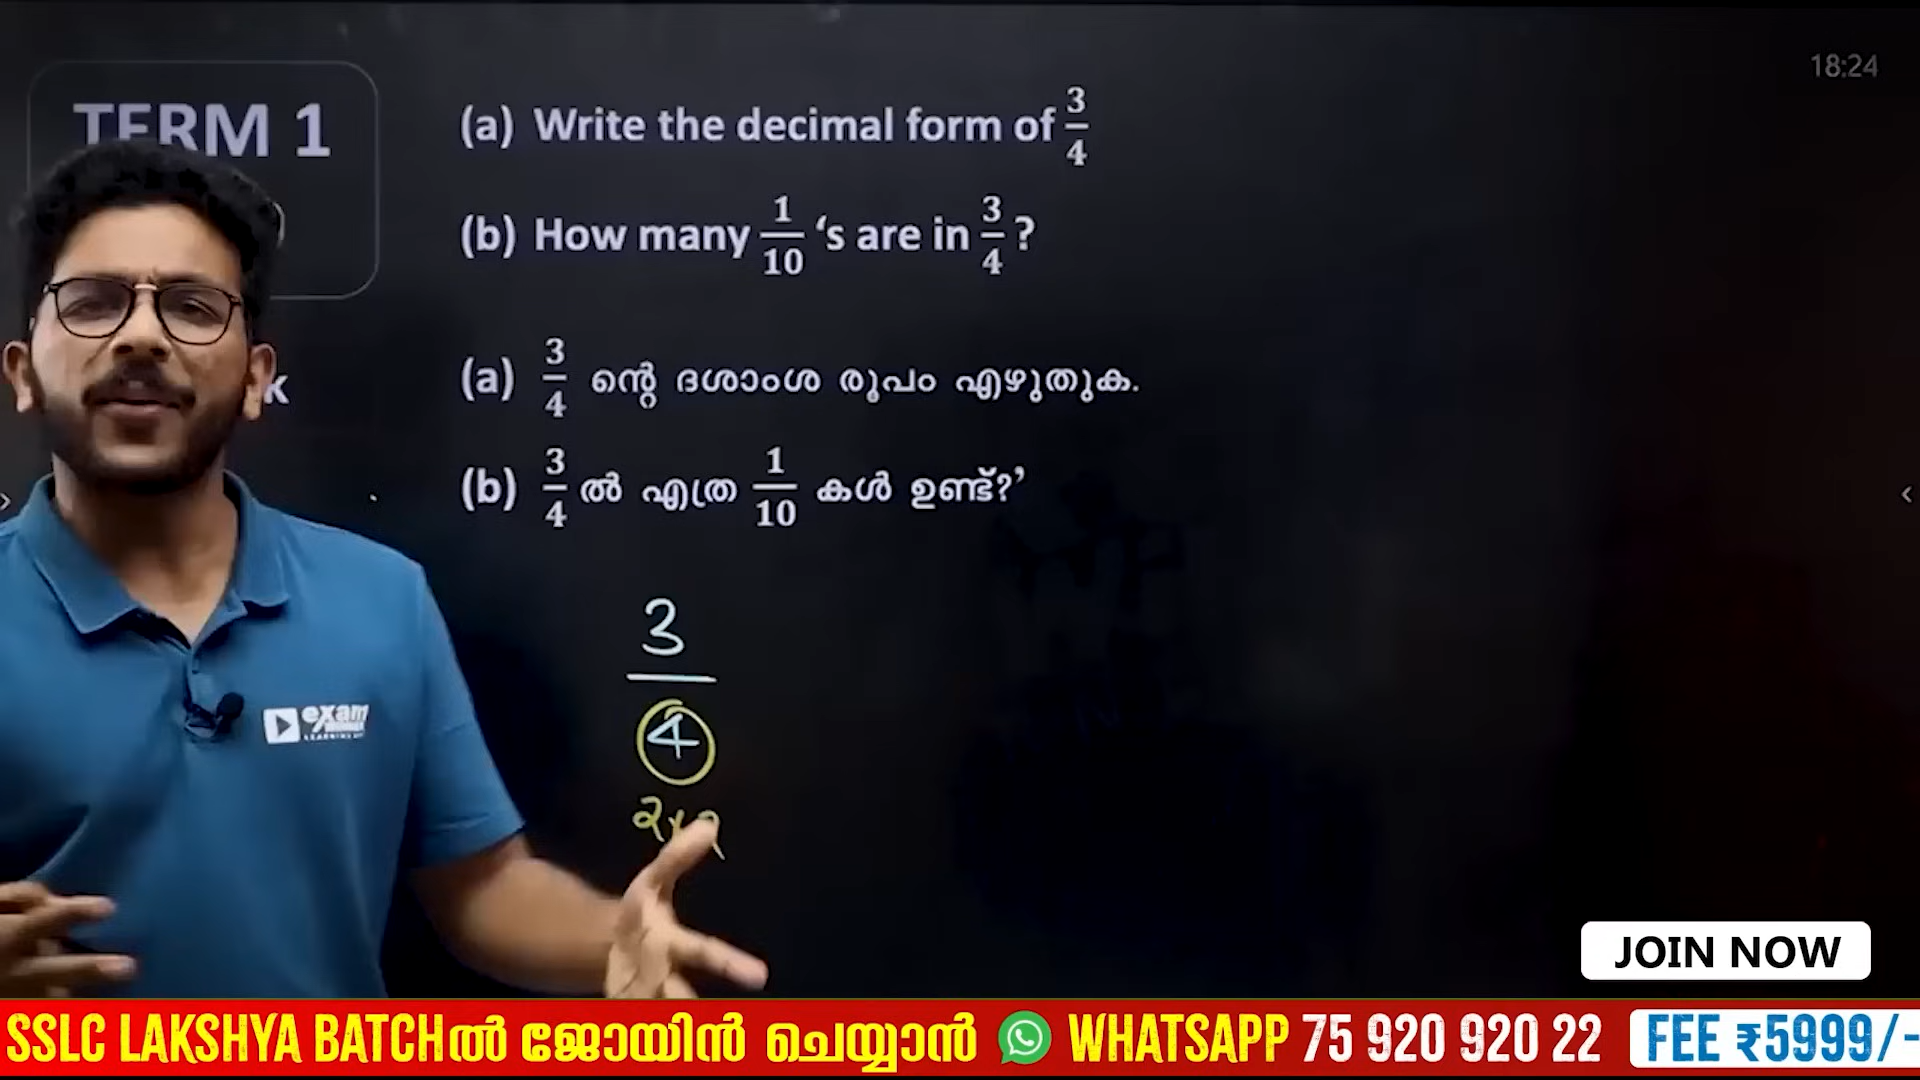 18:24
TERM 1
(a) Write the decimal form of 3/4
(b) How many 1/10 ‘s are in 3/4 ?
(a) 3/4 ന്റെ ദശാംശ രൂപം എഴുതുക.
(b) 3/4 ൽ എത്ര 1/10 കൾ ഉണ്ട്?’
3/4
2x2
exam
JOIN NOW
SSLC LAKSHYA BATCHൽ ജോയിൻ ചെയ്യാൻ WHATSAPP 75 920 920 22 FEE ₹5999/-